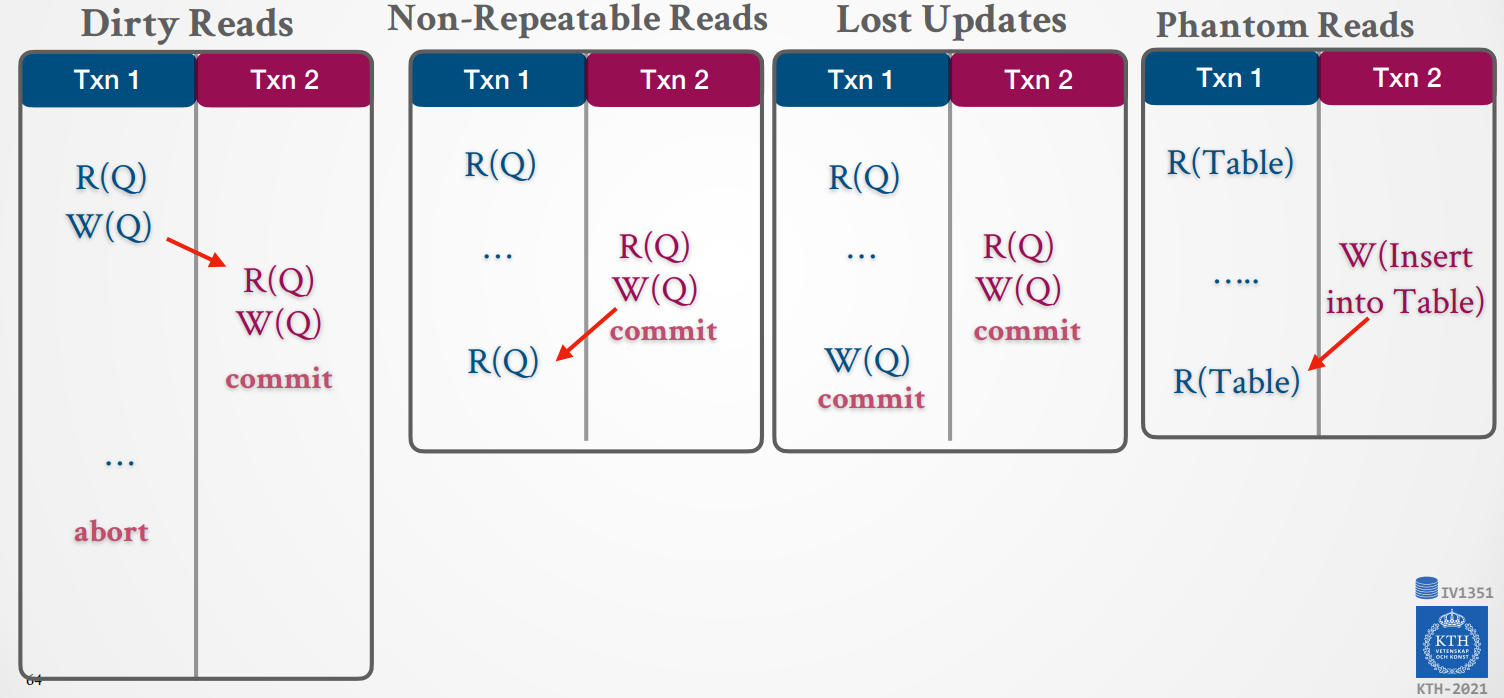 Dirty Reads
Txn 1 Txn 2
R(Q)
W(Q)
R(Q)
W(Q)
commit
...
abort
Non-Repeatable Reads
Txn 1 Txn 2
R(Q)
R(Q)
...
W(Q)
commit
R(Q)
Lost Updates
Txn 1 Txn 2
R(Q)
R(Q)
...
W(Q)
commit
W(Q)
commit
Phantom Reads
Txn 1 Txn 2
R(Table)
W(Insert
.....
into Table)
R(Table)
64
IV1351
KTH
VETENSKAP
OCH KONST
KTH-2021